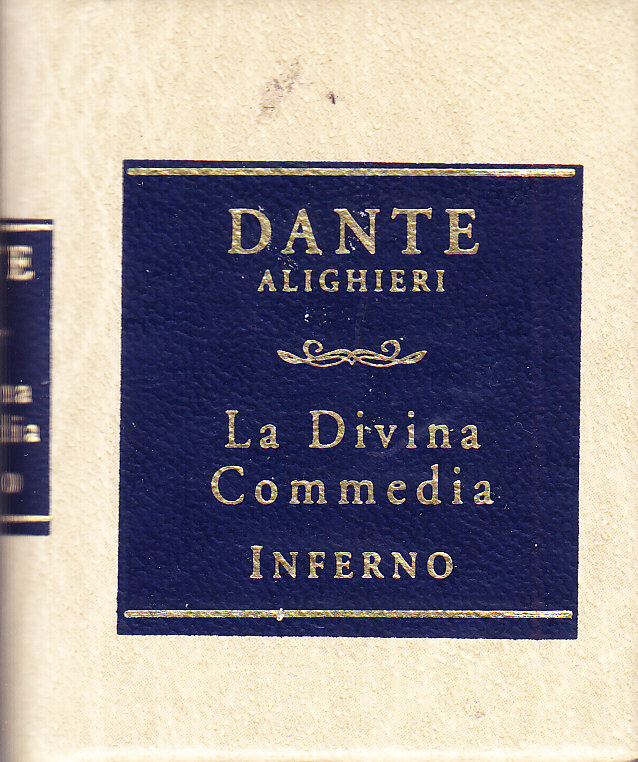 DANTE
ALIGHIERI
La Divina
Commedia
INFERNO